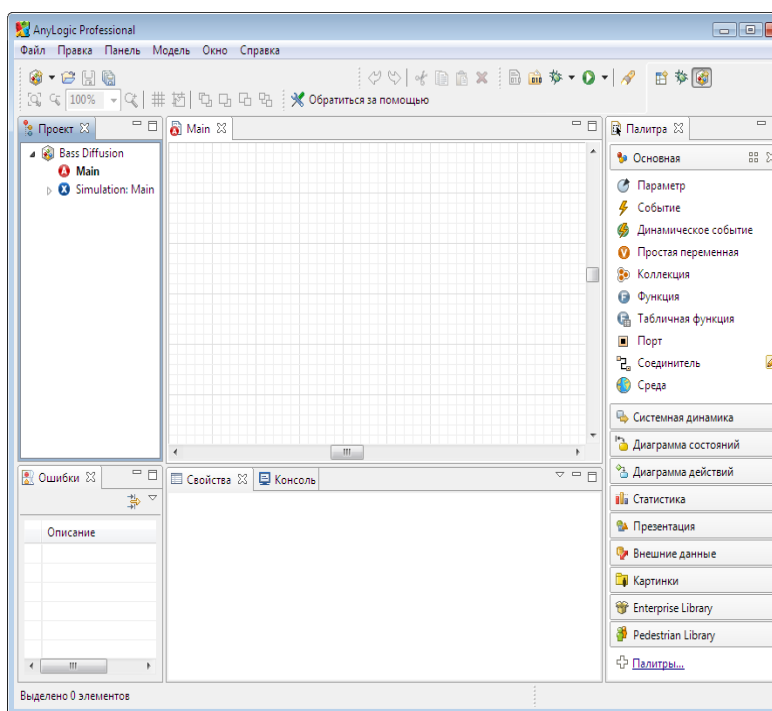 AnyLogic Professional
Файл Правка Панель Модель Окно Справка
100% Обратиться за помощью
Проект
Bass Diffusion
Main
Simulation: Main
Main
Палитра
Основная
Параметр
Событие
Динамическое событие
Простая переменная
Коллекция
Функция
Табличная функция
Порт
Соединитель
Среда
Системная динамика
Диаграмма состояний
Диаграмма действий
Статистика
Презентация
Внешние данные
Картинки
Enterprise Library
Pedestrian Library
Палитры...
Ошибки
Описание
Свойства Консоль
Выделено 0 элементов